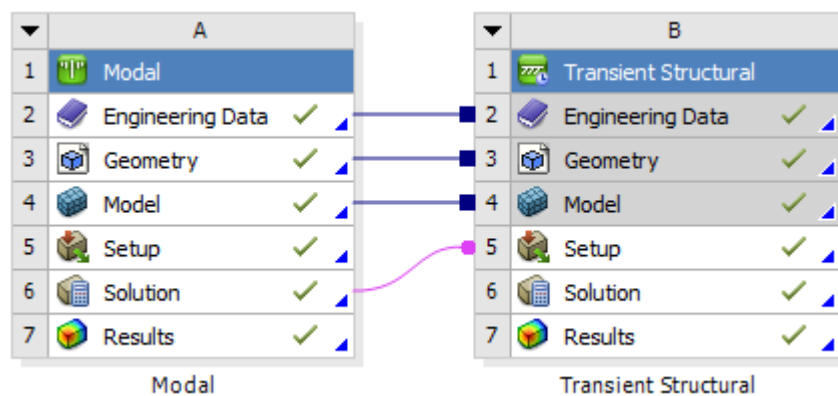 A
1 Modal
2 Engineering Data
3 Geometry
4 Model
5 Setup
6 Solution
7 Results
Modal
B
1 Transient Structural
2 Engineering Data
3 Geometry
4 Model
5 Setup
6 Solution
7 Results
Transient Structural